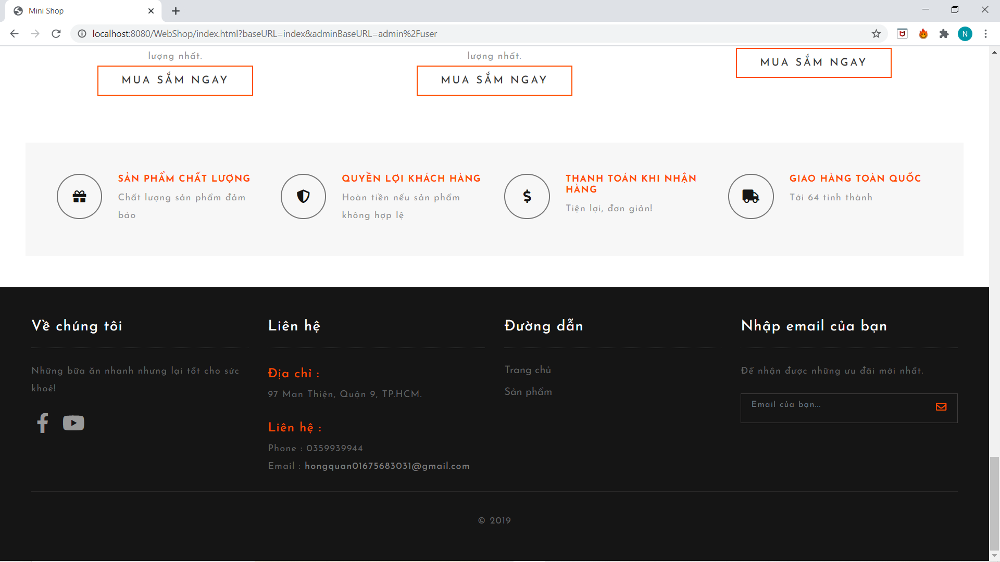 Mini Shop
localhost:8080/WebShop/index.html?baseURL=index&adminBaseURL=admin%2Fuser
N
lượng nhất.
MUA SẮM NGAY
lượng nhất.
MUA SẮM NGAY
MUA SẮM NGAY
SẢN PHẨM CHẤT LƯỢNG
Chất lượng sản phẩm đảm
bảo
QUYỀN LỢI KHÁCH HÀNG
Hoàn tiền nếu sản phẩm
không hợp lệ
THANH TOÁN KHI NHẬN
HÀNG
Tiện lợi, đơn giản!
GIAO HÀNG TOÀN QUỐC
Tới 64 tỉnh thành
Về chúng tôi
Những bữa ăn nhanh nhưng lại tốt cho sức
khoẻ!
Liên hệ
Địa chỉ :
97 Man Thiện, Quận 9, TP.HCM.
Liên hệ :
Phone : 0359939944
Email : hongquan01675683031@gmail.com
Đường dẫn
Trang chủ
Sản phẩm
Nhập email của bạn
Để nhận được những ưu đãi mới nhất.
Email của bạn...
© 2019